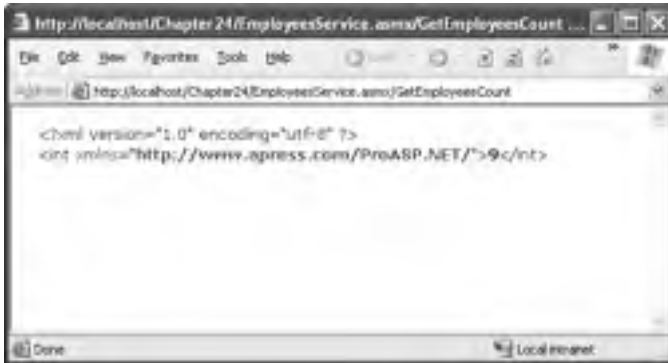 http://localhost/Chapter24/EmployeesService.asmx/GetEmployeesCount ...
File Edit View Favorites Tools Help
Address http://localhost/Chapter24/EmployeesService.asmx/GetEmployeesCount
<?xml version="1.0" encoding="utf-8" ?>
<int xmlns="http://www.apress.com/ProASP.NET/">9</int>
Done Local intranet